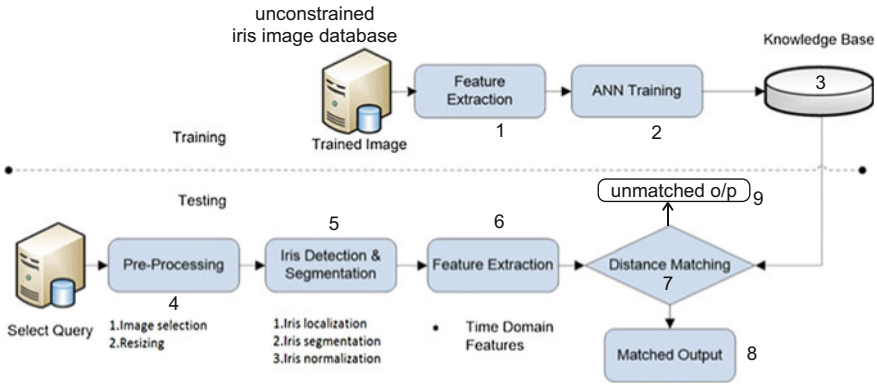 unconstrained
iris image database
Knowledge Base
Feature
Extraction
ANN Training
3
1
2
Trained Image
Training
Testing
unmatched o/p
9
5
6
Pre-Processing
Iris Detection &
Segmentation
Feature Extraction
Distance Matching
7
4
Select Query
1.Image selection
2.Resizing
1.Iris localization
2.Iris segmentation
3.Iris normalization
• Time Domain
Features
Matched Output
8